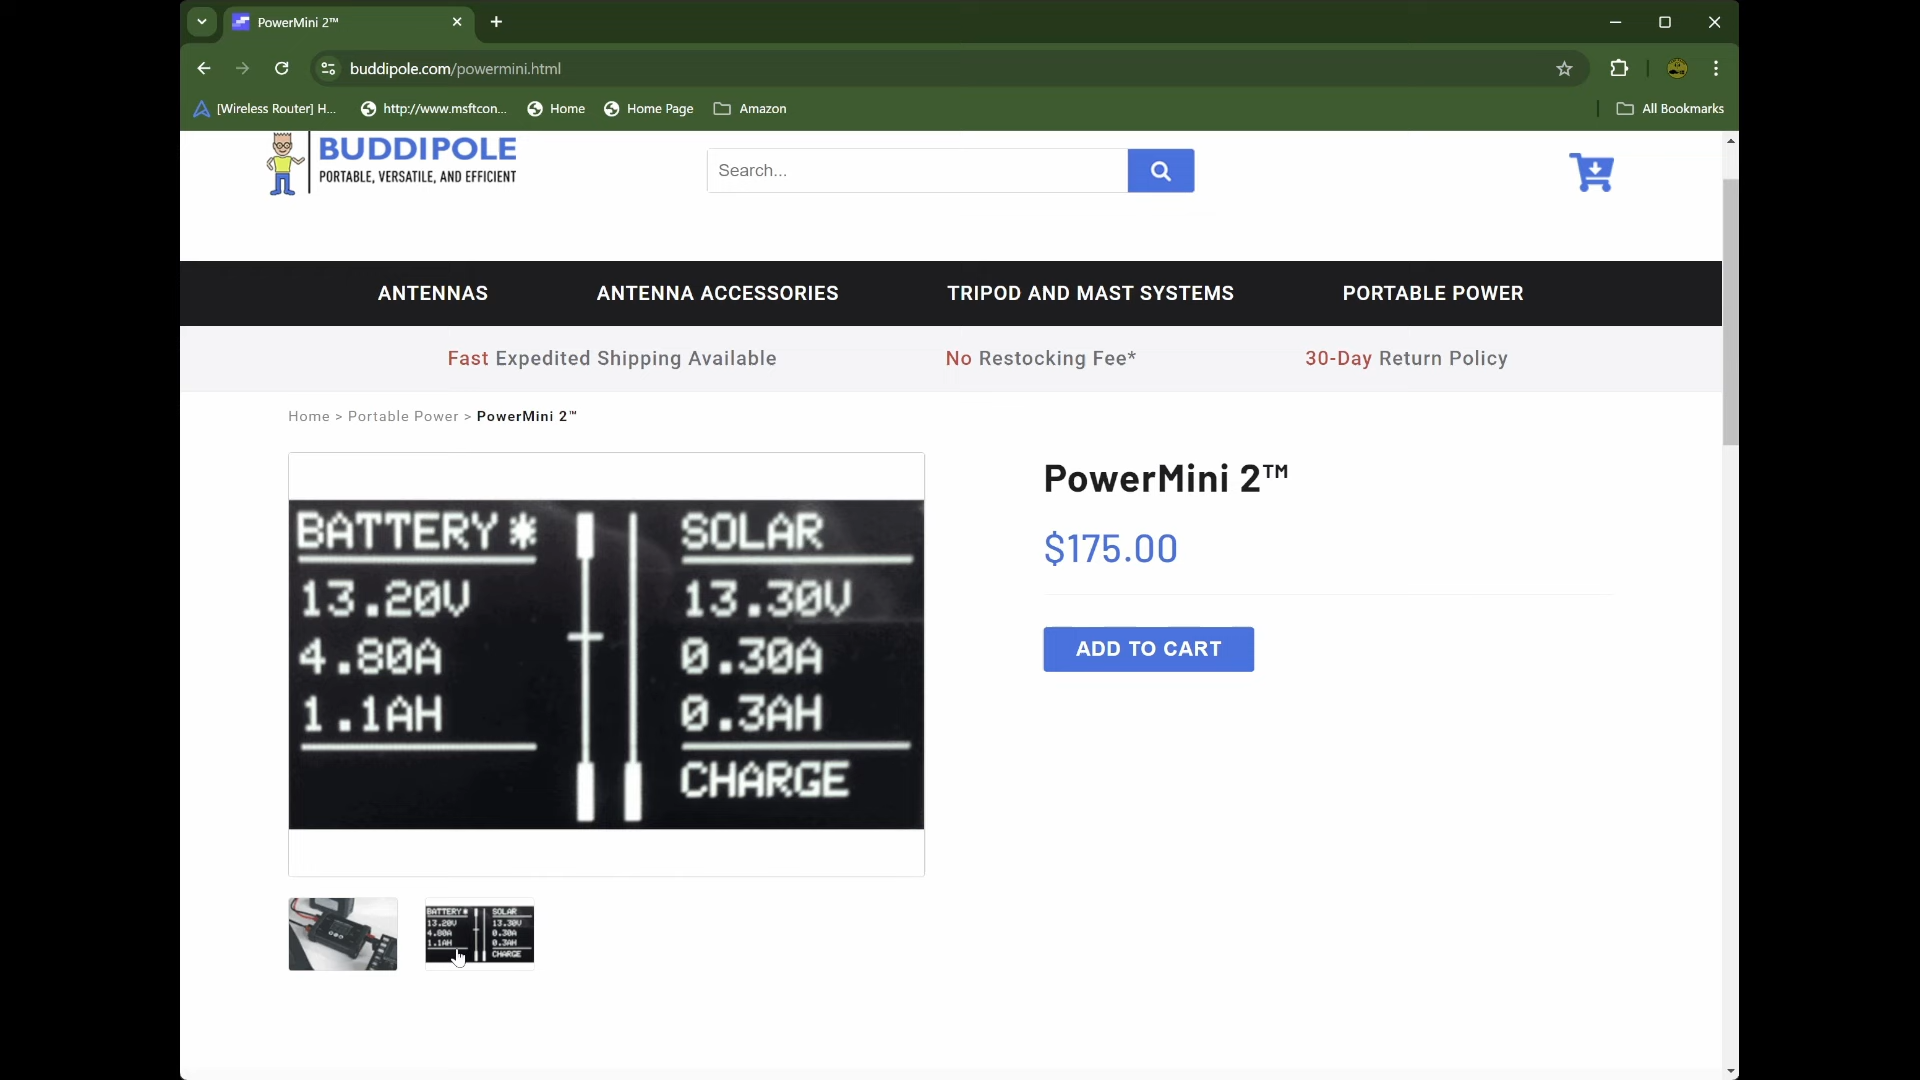 PowerMini 2™
buddipole.com/powermini.html
[Wireless Router] H...
http://www.msftcon...
Home
Home Page
Amazon
All Bookmarks
BUDDIPOLE
PORTABLE, VERSATILE, AND EFFICIENT
Search...
ANTENNAS
ANTENNA ACCESSORIES
TRIPOD AND MAST SYSTEMS
PORTABLE POWER
Fast Expedited Shipping Available
No Restocking Fee*
30-Day Return Policy
Home > Portable Power > PowerMini 2™
BATTERY*
13.20V
4.80A
1.1AH
SOLAR
13.30V
0.30A
0.3AH
CHARGE
PowerMini 2™
$175.00
ADD TO CART
BATTERY*
13.20V
4.80A
1.1AH
SOLAR
13.30V
0.30A
0.3AH
CHARGE